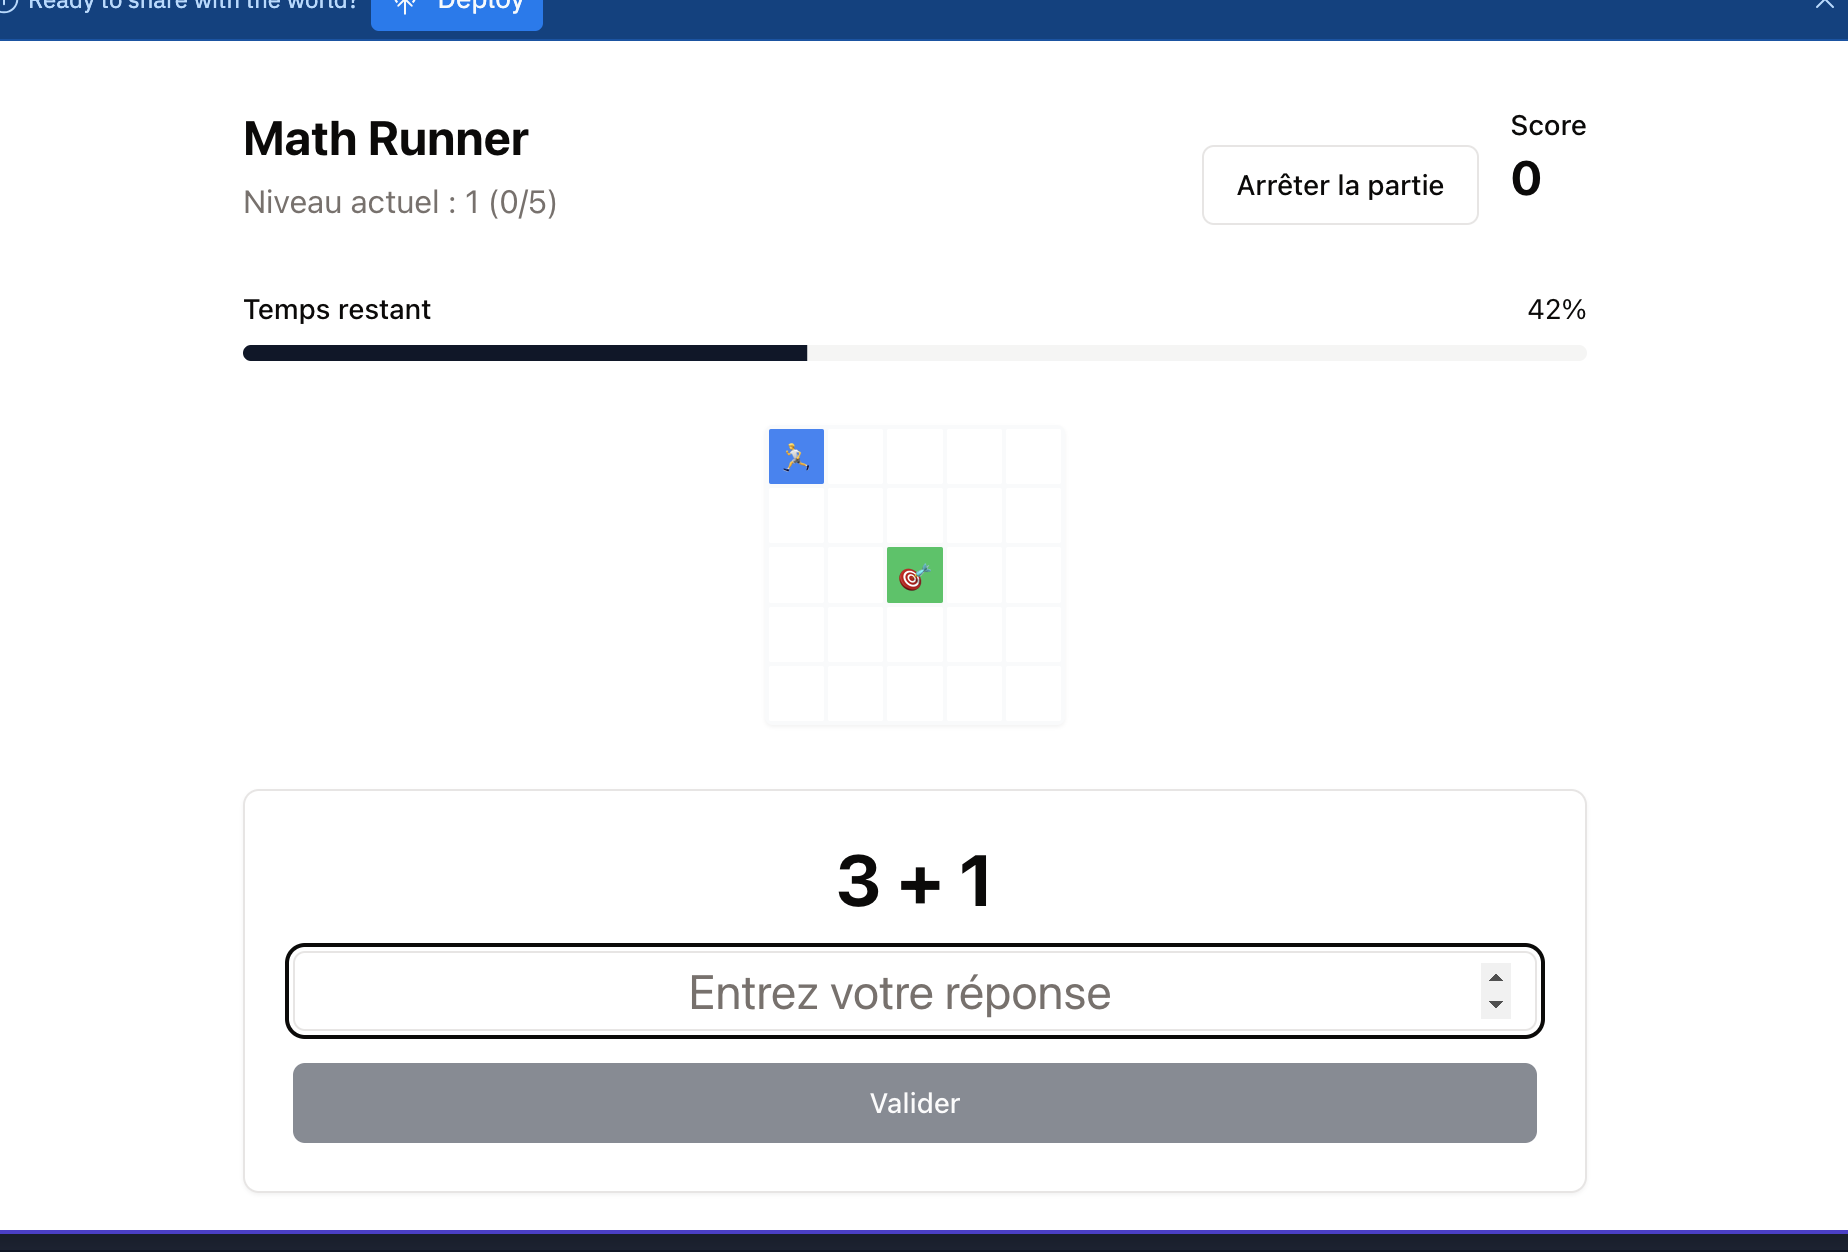 Ready to share with the world?
Deploy
Math Runner
Niveau actuel : 1 (0/5)
Arrêter la partie
Score
0
Temps restant
42%
3 + 1
Entrez votre réponse
Valider